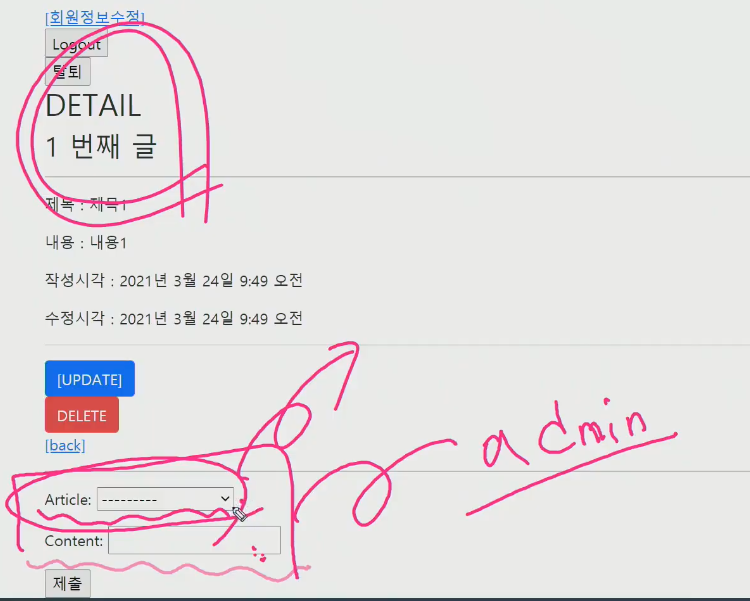 [회원정보수정]
Logout
탈퇴
DETAIL
1 번째 글
제목 : 제목1
내용 : 내용1
작성시각 : 2021년 3월 24일 9:49 오전
수정시각 : 2021년 3월 24일 9:49 오전
[UPDATE]
DELETE
[back]
admin
Article: ---------
Content:
제출